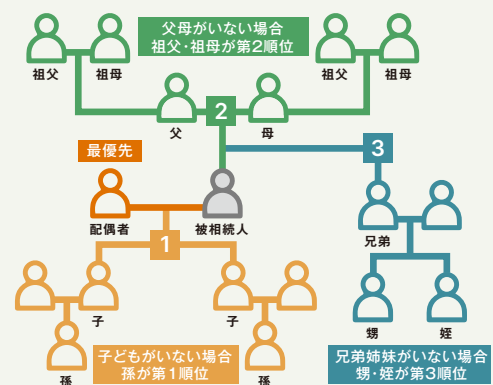 父母がいない場合
祖父・祖母が第2順位
祖父
祖母
祖父
祖母
2
父
母
最優先
3
配偶者
被相続人
1
兄弟
子
子
甥
姪
孫
子どもがいない場合
孫が第1順位
孫
兄弟姉妹がいない場合
甥・姪が第3順位